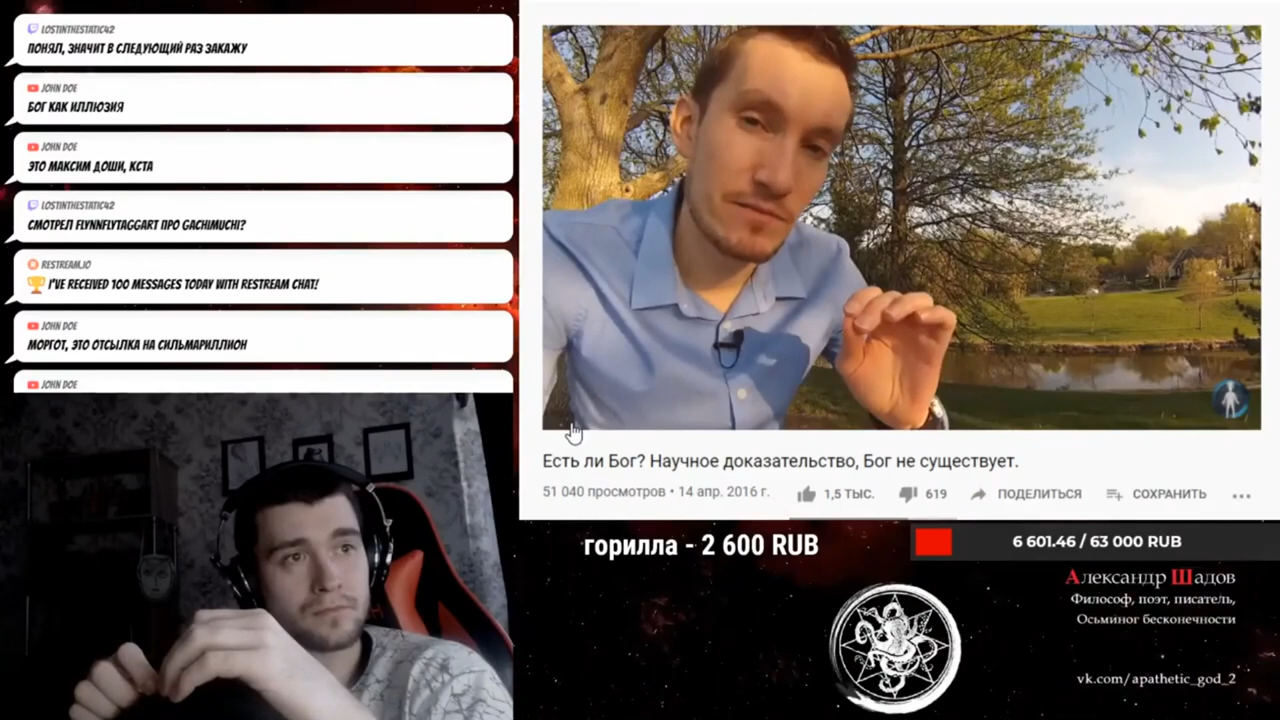 LOSTINTHESTATIC42
ПОНЯЛ, ЗНАЧИТ В СЛЕДУЮЩИЙ РАЗ ЗАКАЖУ
JOHN DOE
БОГ КАК ИЛЛЮЗИЯ
JOHN DOE
ЭТО МАКСИМ ДОШИ, КСТА
LOSTINTHESTATIC42
СМОТРЕЛ FLYNNFLYTAGGART ПРО GACHIMUCHI?
RESTREAM.IO
I'VE RECEIVED 100 MESSAGES TODAY WITH RESTREAM CHAT!
JOHN DOE
МОРГОТ, ЭТО ОТСЫЛКА НА СИЛЬМАРИЛЛИОН
JOHN DOE
Есть ли Бог? Научное доказательство, Бог не существует.
51 040 просмотров • 14 апр. 2016 г.
1,5 ТЫС.
619
ПОДЕЛИТЬСЯ
СОХРАНИТЬ
горилла - 2 600 RUB
6 601.46 / 63 000 RUB
Александр Шадов
Философ, поэт, писатель,
Осьминог бесконечности
vk.com/apathetic_god_2